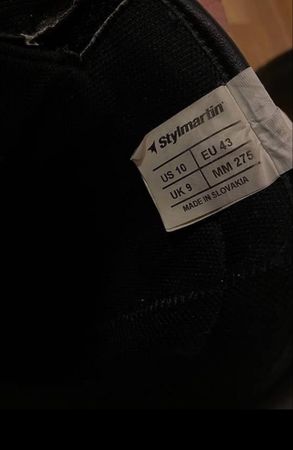 Stylmartin
US 10 EU 43
UK 9 MM 275
MADE IN SLOVAKIA